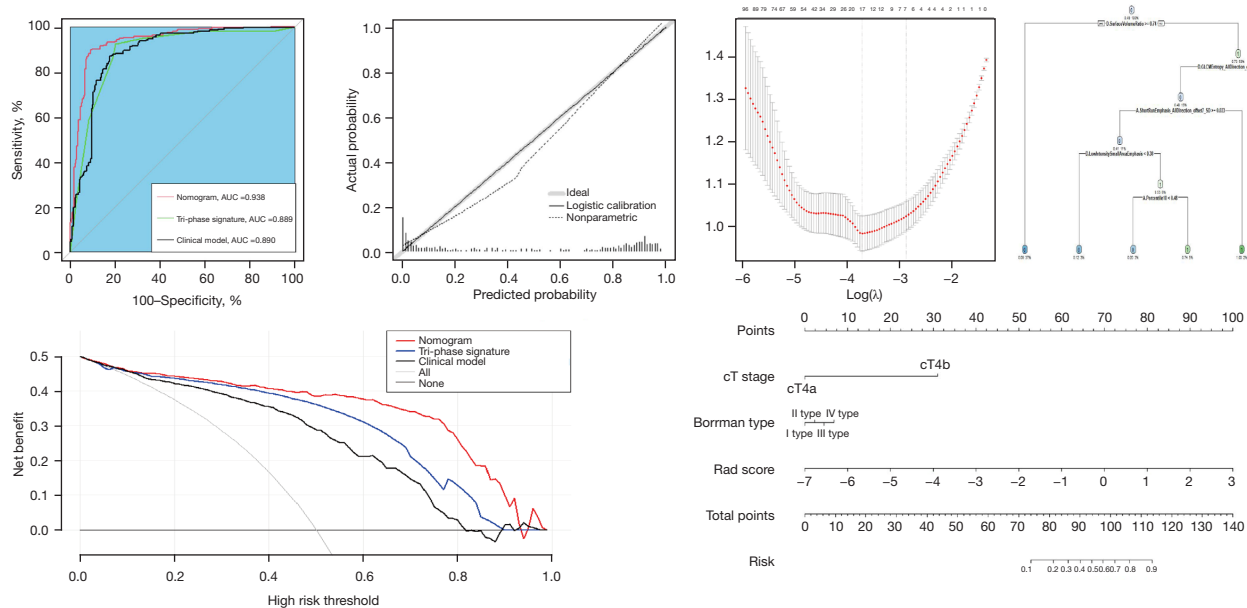 Sensitivity, %
100
80
60
40
20
0
Nomogram, AUC =0.938
Tri-phase signature, AUC =0.889
Clinical model, AUC =0.890
0 20 40 60 80 100
100–Specificity, %
Actual probability
1.0
0.8
0.6
0.4
0.2
0.0
Ideal
Logistic calibration
Nonparametric
0.0 0.2 0.4 0.6 0.8 1.0
Predicted probability
1.4
1.3
1.2
1.1
1.0
−6 −5 −4 −3 −2
Log(λ)
Net benefit
0.5
0.4
0.3
0.2
0.1
0.0
Nomogram
Tri-phase signature
Clinical model
All
None
0.0 0.2 0.4 0.6 0.8 1.0
High risk threshold
Points
0 10 20 30 40 50 60 70 80 90 100
cT stage
cT4b
cT4a
Borrman type
II type IV type
I type III type
Rad score
−7 −6 −5 −4 −3 −2 −1 0 1 2 3
Total points
0 10 20 30 40 50 60 70 80 90 100 110 120 130 140
Risk
0.1 0.2 0.3 0.4 0.5 0.6 0.7 0.8 0.9